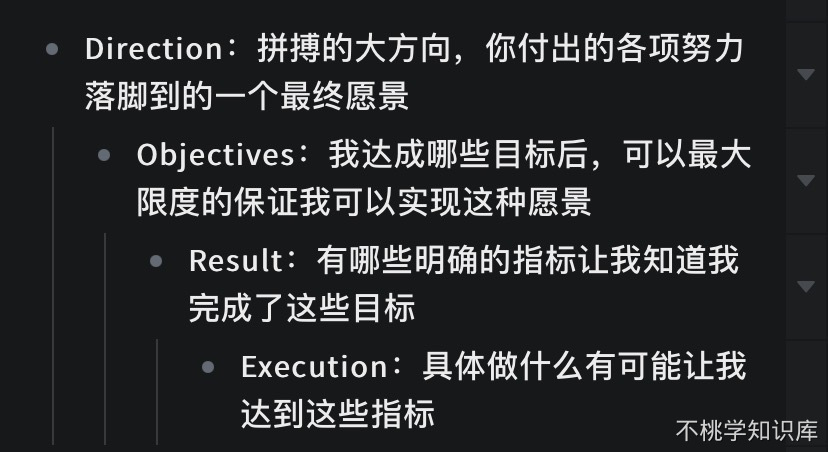 Direction：拼搏的大方向，你付出的各项努力
落脚到的一个最终愿景
Objectives：我达成哪些目标后，可以最大
限度的保证我可以实现这种愿景
Result：有哪些明确的指标让我知道我
完成了这些目标
Execution：具体做什么有可能让我
达到这些指标
不桃学知识库